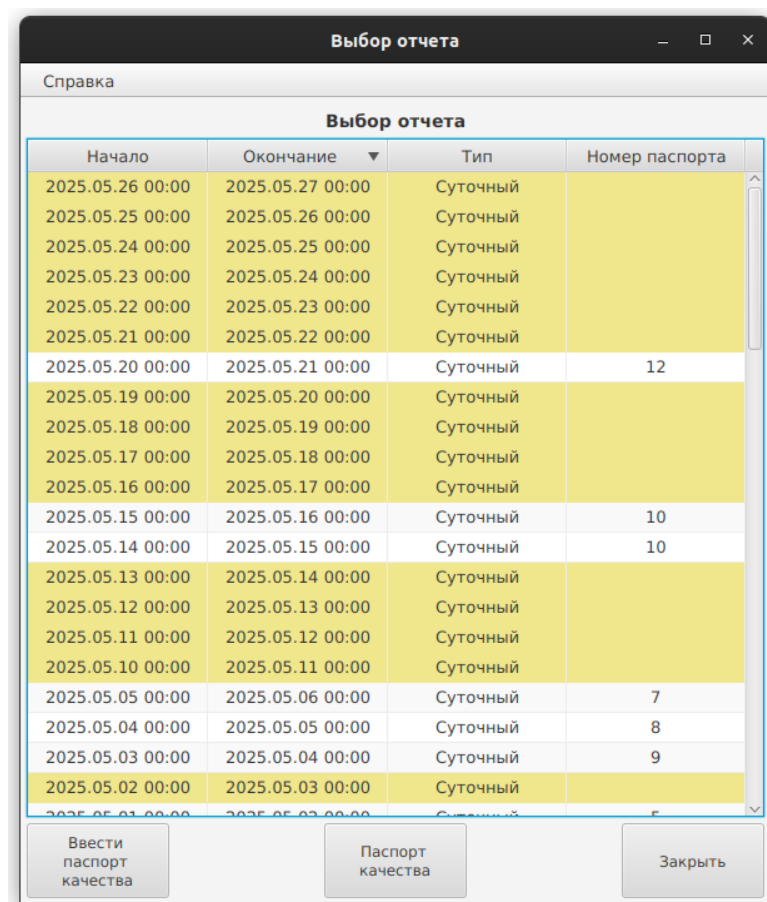 Выбор отчета
Справка
Выбор отчета
Начало Окончание ▼ Тип Номер паспорта
2025.05.26 00:00 2025.05.27 00:00 Суточный
2025.05.25 00:00 2025.05.26 00:00 Суточный
2025.05.24 00:00 2025.05.25 00:00 Суточный
2025.05.23 00:00 2025.05.24 00:00 Суточный
2025.05.22 00:00 2025.05.23 00:00 Суточный
2025.05.21 00:00 2025.05.22 00:00 Суточный
2025.05.20 00:00 2025.05.21 00:00 Суточный 12
2025.05.19 00:00 2025.05.20 00:00 Суточный
2025.05.18 00:00 2025.05.19 00:00 Суточный
2025.05.17 00:00 2025.05.18 00:00 Суточный
2025.05.16 00:00 2025.05.17 00:00 Суточный
2025.05.15 00:00 2025.05.16 00:00 Суточный 10
2025.05.14 00:00 2025.05.15 00:00 Суточный 10
2025.05.13 00:00 2025.05.14 00:00 Суточный
2025.05.12 00:00 2025.05.13 00:00 Суточный
2025.05.11 00:00 2025.05.12 00:00 Суточный
2025.05.10 00:00 2025.05.11 00:00 Суточный
2025.05.05 00:00 2025.05.06 00:00 Суточный 7
2025.05.04 00:00 2025.05.05 00:00 Суточный 8
2025.05.03 00:00 2025.05.04 00:00 Суточный 9
2025.05.02 00:00 2025.05.03 00:00 Суточный
Ввести
паспорт
качества
Паспорт
качества
Закрыть